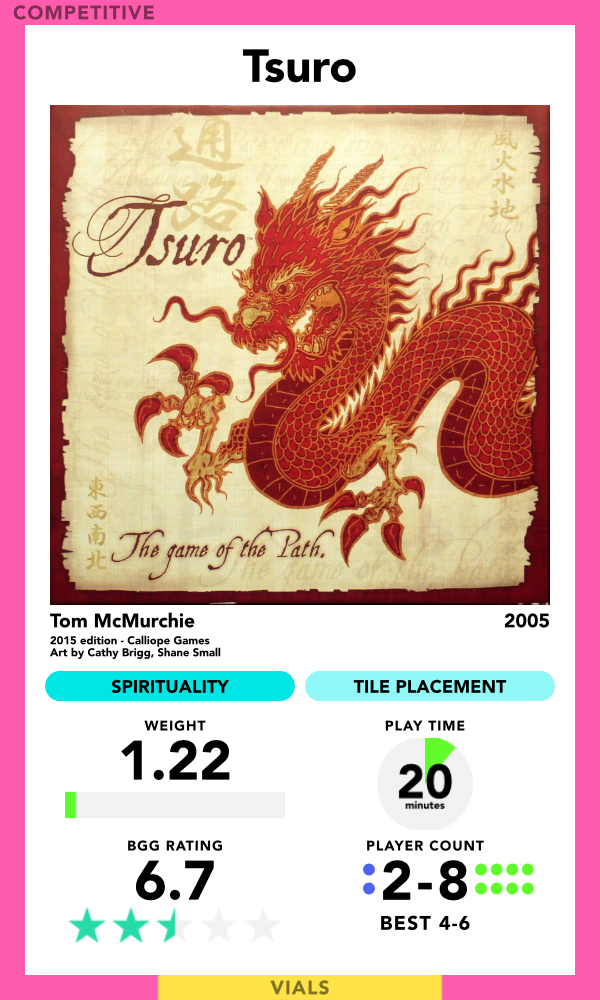 COMPETITIVE
Tsuro
通路
風火水地
Tsuro
東西南北
The game of the Path.
Tom McMurchie
2005
2015 edition - Calliope Games
Art by Cathy Brigg, Shane Small
SPIRITUALITY
TILE PLACEMENT
WEIGHT
1.22
PLAY TIME
20
minutes
BGG RATING
6.7
PLAYER COUNT
2-8
BEST 4-6
VIALS